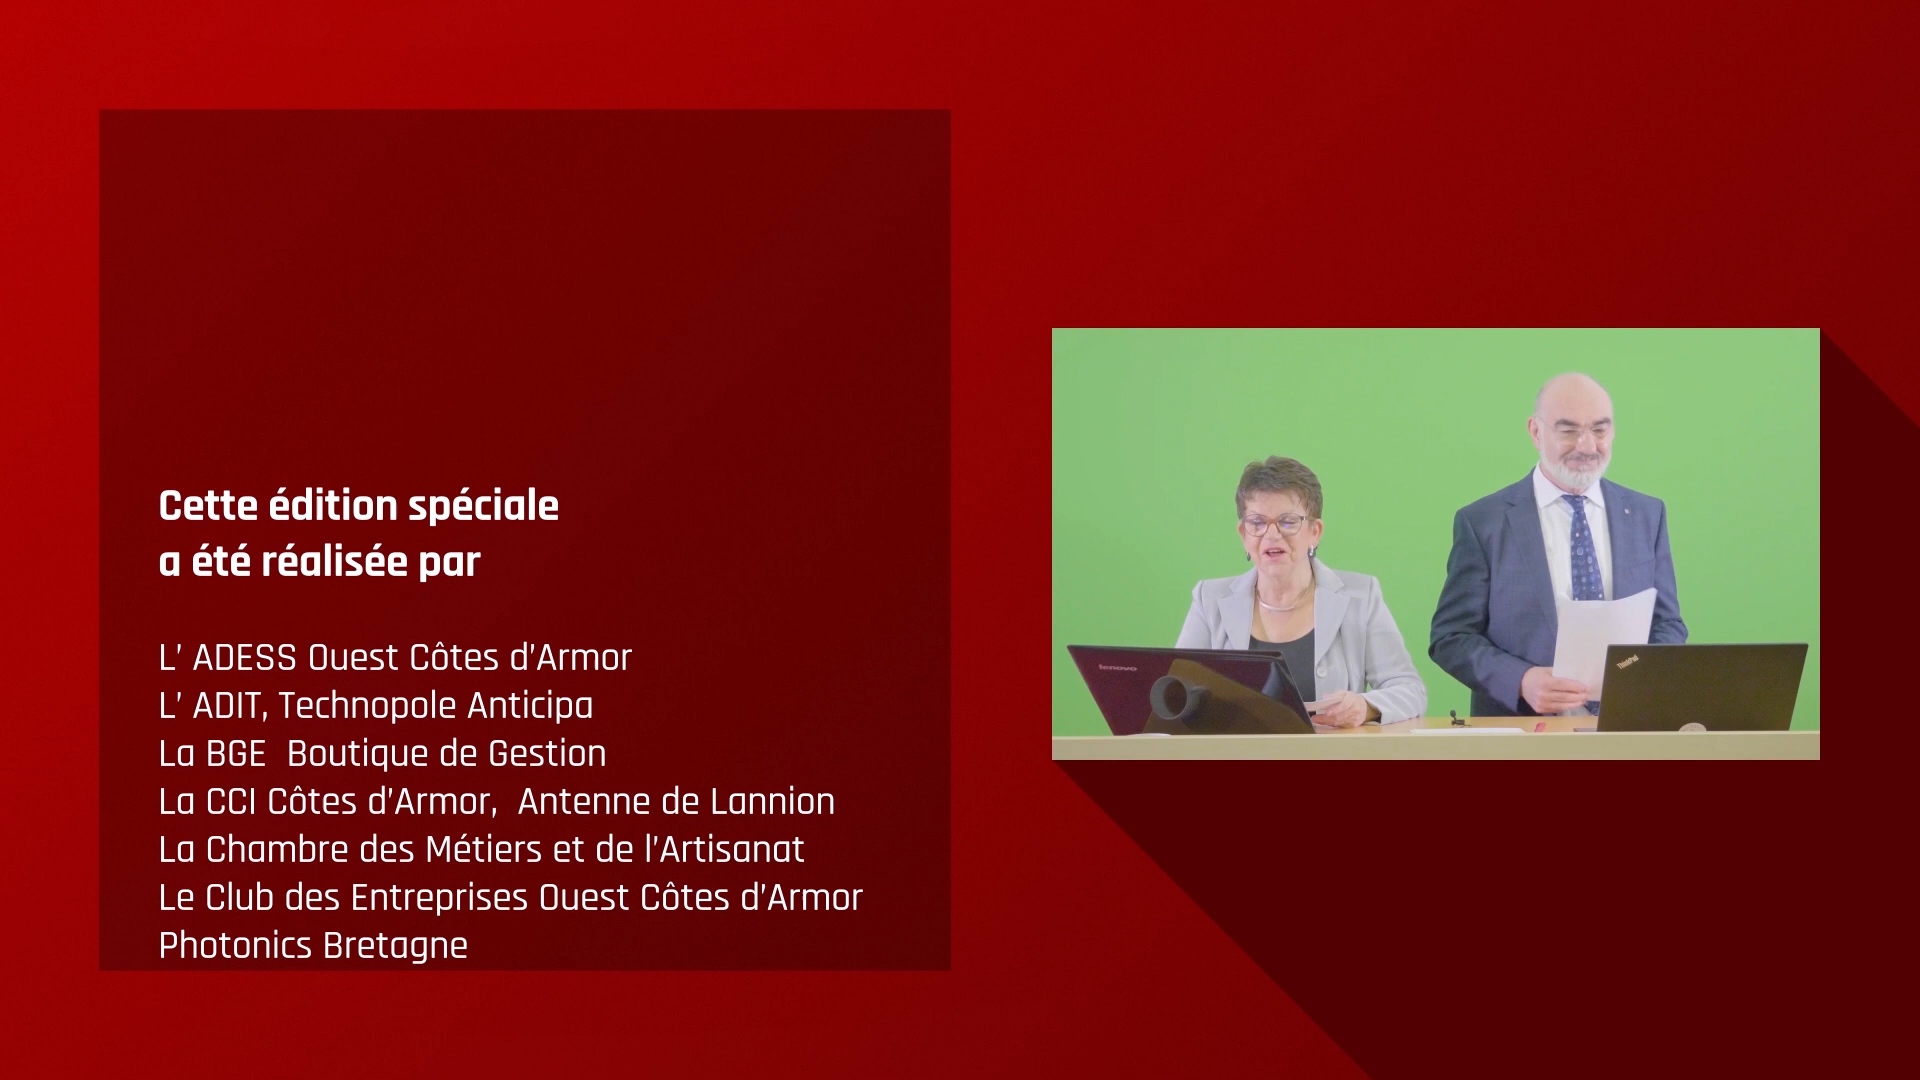 Cette édition spéciale
a été réalisée par
L' ADESS Ouest Côtes d'Armor
L' ADIT, Technopole Anticipa
La BGE  Boutique de Gestion
La CCI Côtes d'Armor,  Antenne de Lannion
La Chambre des Métiers et de l'Artisanat
Le Club des Entreprises Ouest Côtes d'Armor
Photonics Bretagne
lenovo
ThinkPad